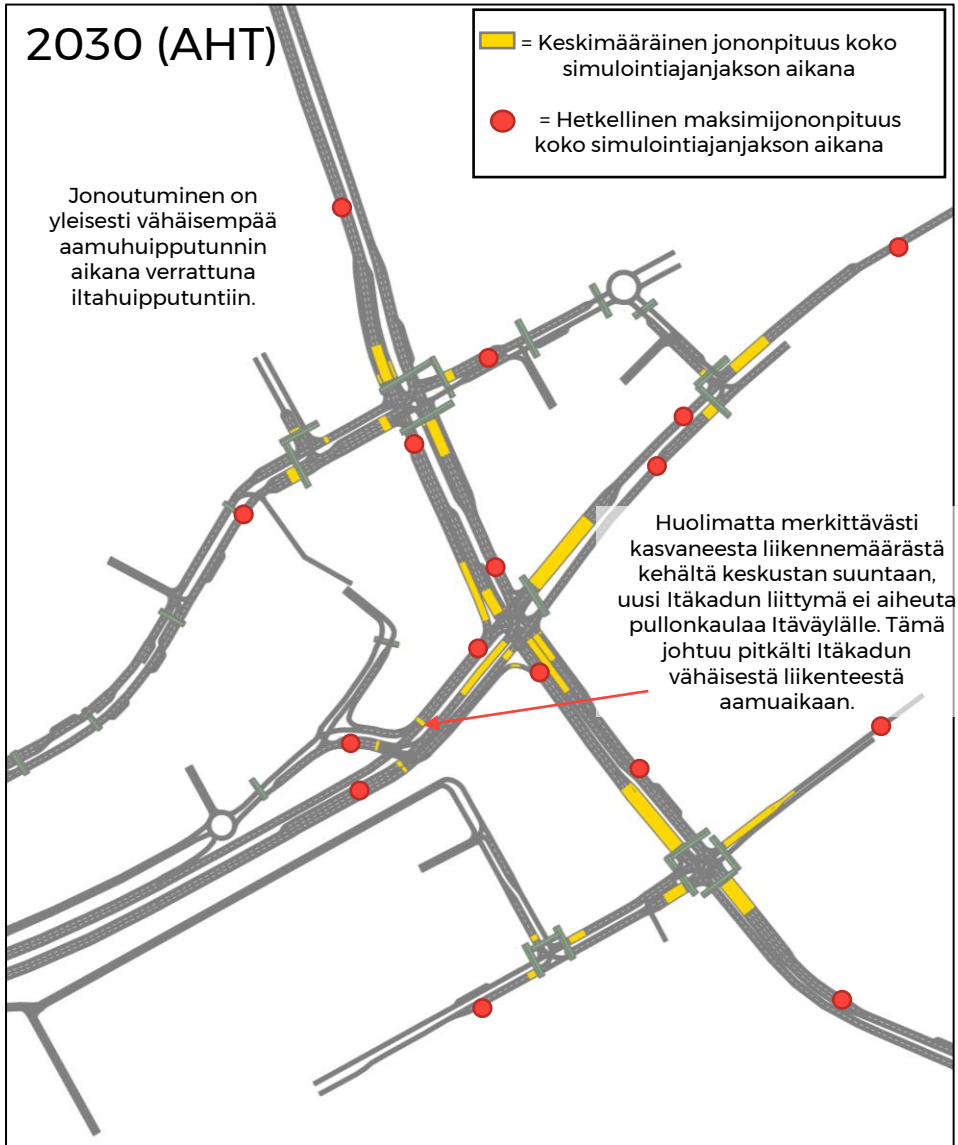 2030 (AHT)
= Keskimääräinen jononpituus koko
simulointiajanjakson aikana
= Hetkellinen maksimijononpituus
koko simulointiajanjakson aikana
Jonoutuminen on
yleisesti vähäisempää
aamuhuipputunnin
aikana verrattuna
iltahuipputuntiin.
Huolimatta merkittävästi
kasvaneesta liikennemäärästä
kehältä keskustan suuntaan,
uusi Itäkadun liittymä ei aiheuta
pullonkaulaa Itäväylälle. Tämä
johtuu pitkälti Itäkadun
vähäisestä liikenteestä
aamuaikaan.